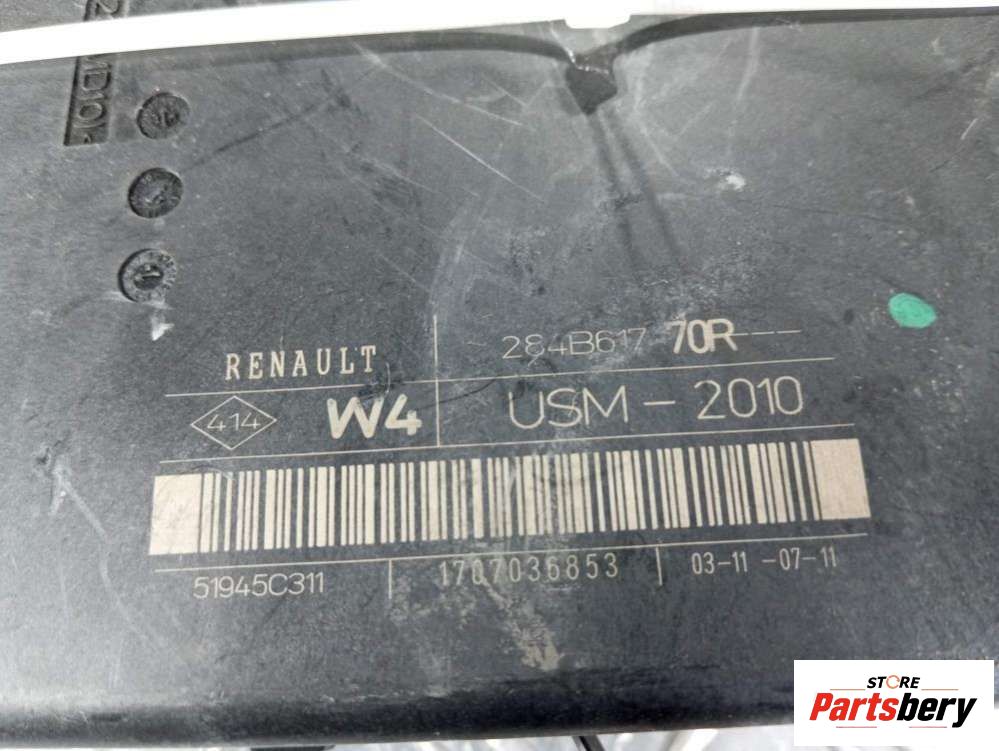 RENAULT
284B617 70R---
414 W4 USM - 2010
51945C311 1707036853 03-11 -07-11
STORE
Partsbery